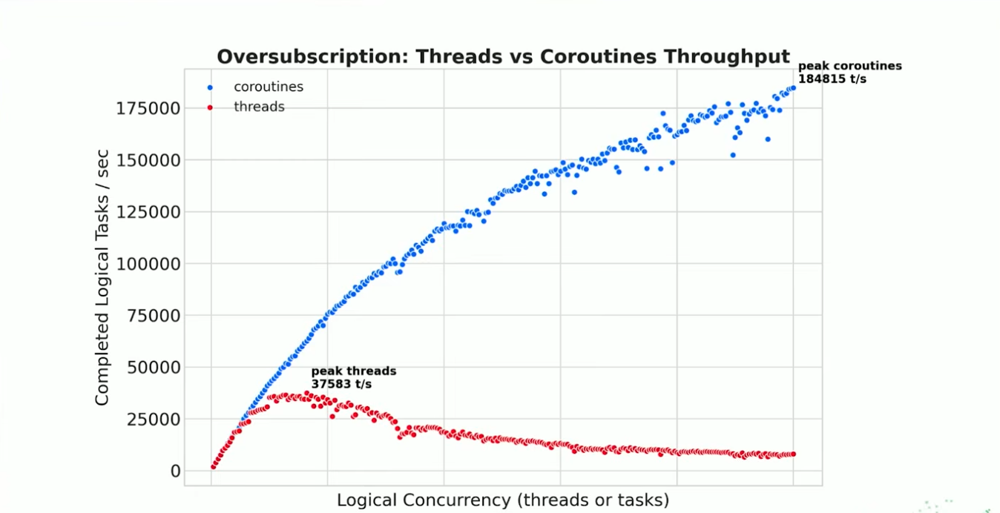 Oversubscription: Threads vs Coroutines Throughput
peak coroutines
184815 t/s
coroutines
threads
175000
150000
125000
100000
75000
50000
25000
0
Completed Logical Tasks / sec
peak threads
37583 t/s
Logical Concurrency (threads or tasks)